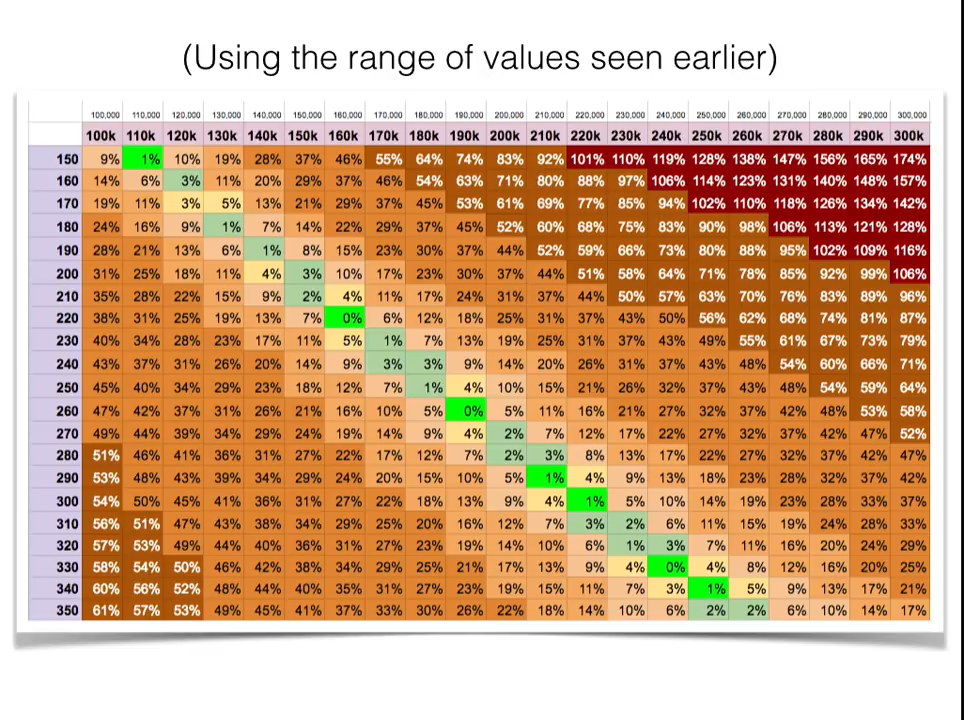 (Using the range of values seen earlier)
100,000 110,000 120,000 130,000 140,000 150,000 160,000 170,000 180,000 190,000 200,000 210,000 220,000 230,000 240,000 250,000 260,000 270,000 280,000 290,000 300,000
100k 110k 120k 130k 140k 150k 160k 170k 180k 190k 200k 210k 220k 230k 240k 250k 260k 270k 280k 290k 300k
150 9% 1% 10% 19% 28% 37% 46% 55% 64% 74% 83% 92% 101% 110% 119% 128% 138% 147% 156% 165% 174%
160 14% 6% 3% 11% 20% 29% 37% 46% 54% 63% 71% 80% 88% 97% 106% 114% 123% 131% 140% 148% 157%
170 19% 11% 3% 5% 13% 21% 29% 37% 45% 53% 61% 69% 77% 85% 94% 102% 110% 118% 126% 134% 142%
180 24% 16% 9% 1% 7% 14% 22% 29% 37% 45% 52% 60% 68% 75% 83% 90% 98% 106% 113% 121% 128%
190 28% 21% 13% 6% 1% 8% 15% 23% 30% 37% 44% 52% 59% 66% 73% 80% 88% 95% 102% 109% 116%
200 31% 25% 18% 11% 4% 3% 10% 17% 23% 30% 37% 44% 51% 58% 64% 71% 78% 85% 92% 99% 106%
210 35% 28% 22% 15% 9% 2% 4% 11% 17% 24% 31% 37% 44% 50% 57% 63% 70% 76% 83% 89% 96%
220 38% 31% 25% 19% 13% 7% 0% 6% 12% 18% 25% 31% 37% 43% 50% 56% 62% 68% 74% 81% 87%
230 40% 34% 28% 23% 17% 11% 5% 1% 7% 13% 19% 25% 31% 37% 43% 49% 55% 61% 67% 73% 79%
240 43% 37% 31% 26% 20% 14% 9% 3% 3% 9% 14% 20% 26% 31% 37% 43% 48% 54% 60% 66% 71%
250 45% 40% 34% 29% 23% 18% 12% 7% 1% 4% 10% 15% 21% 26% 32% 37% 43% 48% 54% 59% 64%
260 47% 42% 37% 31% 26% 21% 16% 10% 5% 0% 5% 11% 16% 21% 27% 32% 37% 42% 48% 53% 58%
270 49% 44% 39% 34% 29% 24% 19% 14% 9% 4% 2% 7% 12% 17% 22% 27% 32% 37% 42% 47% 52%
280 51% 46% 41% 36% 31% 27% 22% 17% 12% 7% 2% 3% 8% 13% 17% 22% 27% 32% 37% 42% 47%
290 53% 48% 43% 39% 34% 29% 24% 20% 15% 10% 5% 1% 4% 9% 13% 18% 23% 28% 32% 37% 42%
300 54% 50% 45% 41% 36% 31% 27% 22% 18% 13% 9% 4% 1% 5% 10% 14% 19% 23% 28% 33% 37%
310 56% 51% 47% 43% 38% 34% 29% 25% 20% 16% 12% 7% 3% 2% 6% 11% 15% 19% 24% 28% 33%
320 57% 53% 49% 44% 40% 36% 31% 27% 23% 19% 14% 10% 6% 1% 3% 7% 11% 16% 20% 24% 29%
330 58% 54% 50% 46% 42% 38% 34% 29% 25% 21% 17% 13% 9% 4% 0% 4% 8% 12% 16% 20% 25%
340 60% 56% 52% 48% 44% 40% 35% 31% 27% 23% 19% 15% 11% 7% 3% 1% 5% 9% 13% 17% 21%
350 61% 57% 53% 49% 45% 41% 37% 33% 30% 26% 22% 18% 14% 10% 6% 2% 2% 6% 10% 14% 17%